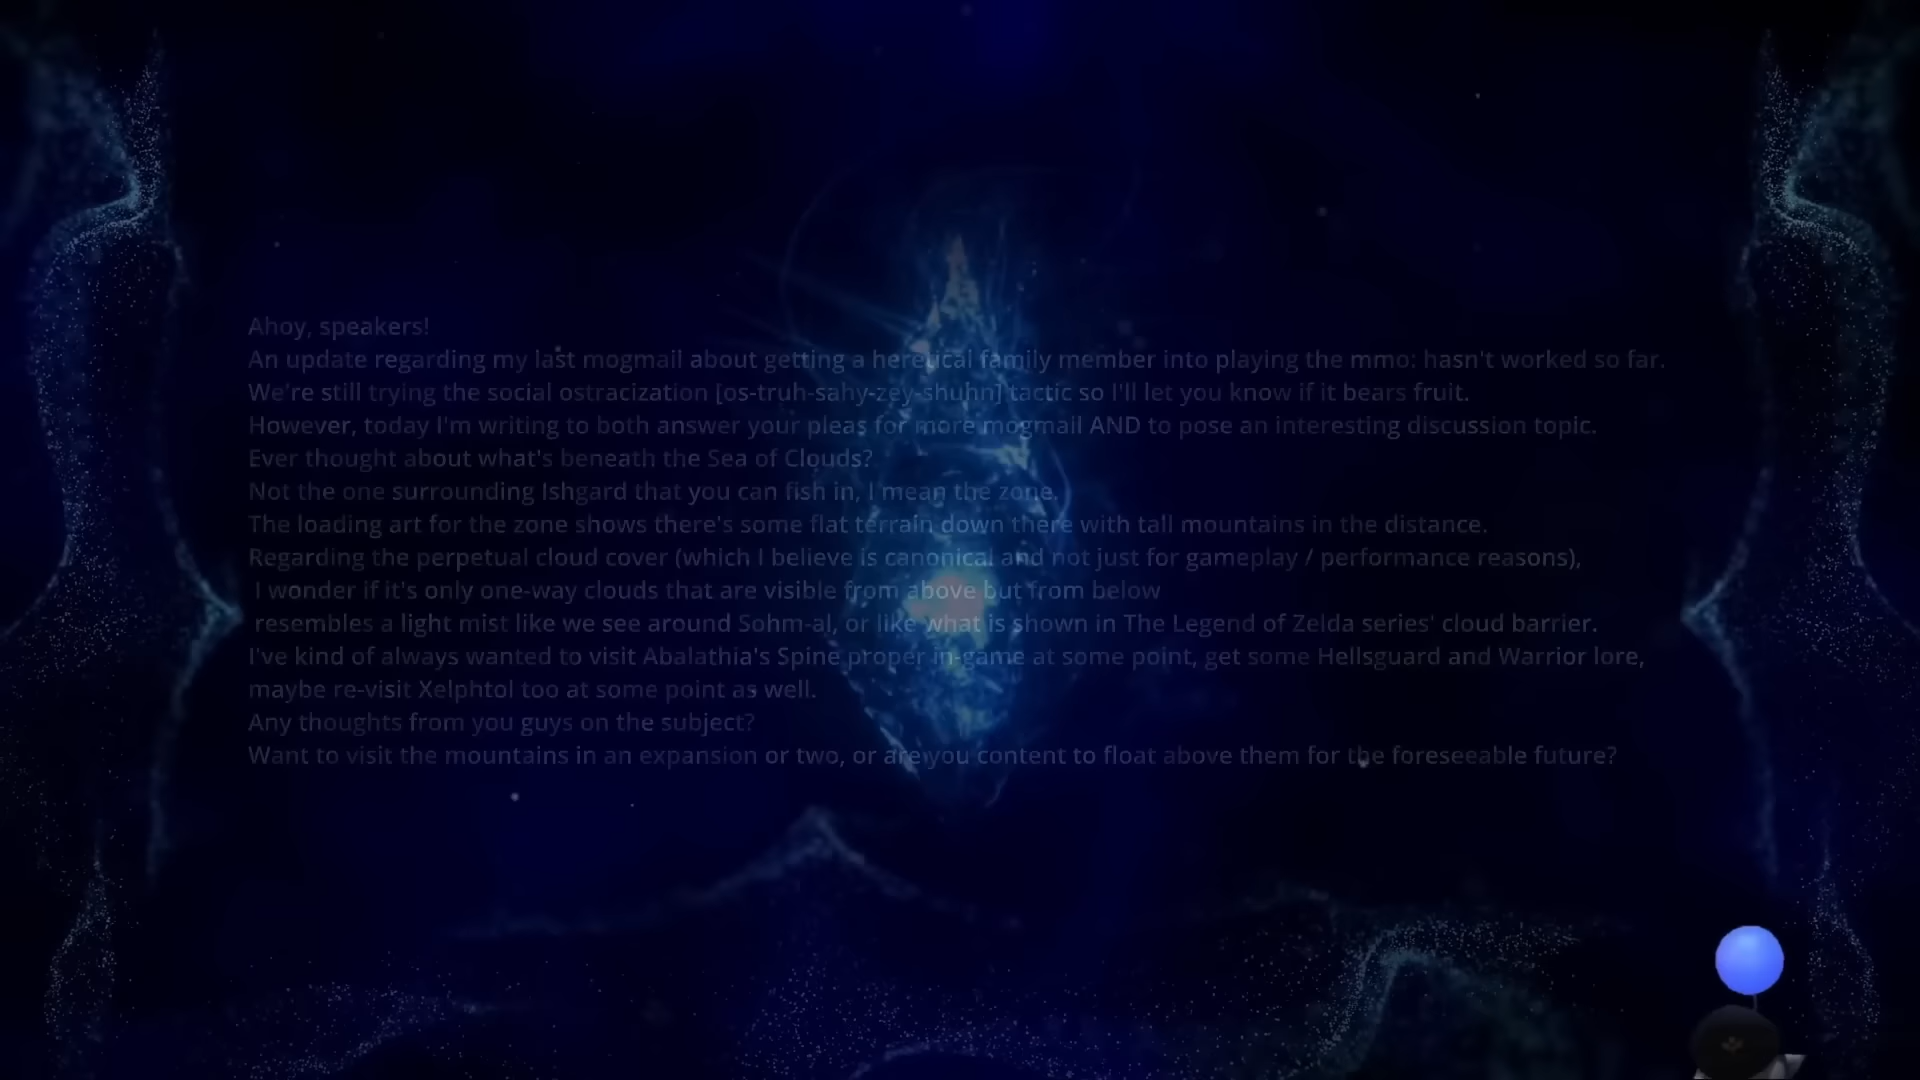 Ahoy, speakers!
An update regarding my last mogmail about getting a heretical family member into playing the mmo: hasn't worked so far.
We're still trying the social ostracization [os-truh-sahy-zey-shuhn] tactic so I'll let you know if it bears fruit.
However, today I'm writing to both answer your pleas for more mogmail AND to pose an interesting discussion topic.
Ever thought about what's beneath the Sea of Clouds?
Not the one surrounding Ishgard that you can fish in, I mean the zone.
The loading art for the zone shows there's some flat terrain down there with tall mountains in the distance.
Regarding the perpetual cloud cover (which I believe is canonical and not just for gameplay / performance reasons),
I wonder if it's only one-way clouds that are visible from above but from below
resembles a light mist like we see around Sohm-al, or like what is shown in The Legend of Zelda series' cloud barrier.
I've kind of always wanted to visit Abalathia's Spine proper in-game at some point, get some Hellsguard and Warrior lore,
maybe re-visit Xelphtol too at some point as well.
Any thoughts from you guys on the subject?
Want to visit the mountains in an expansion or two, or are you content to float above them for the foreseeable future?